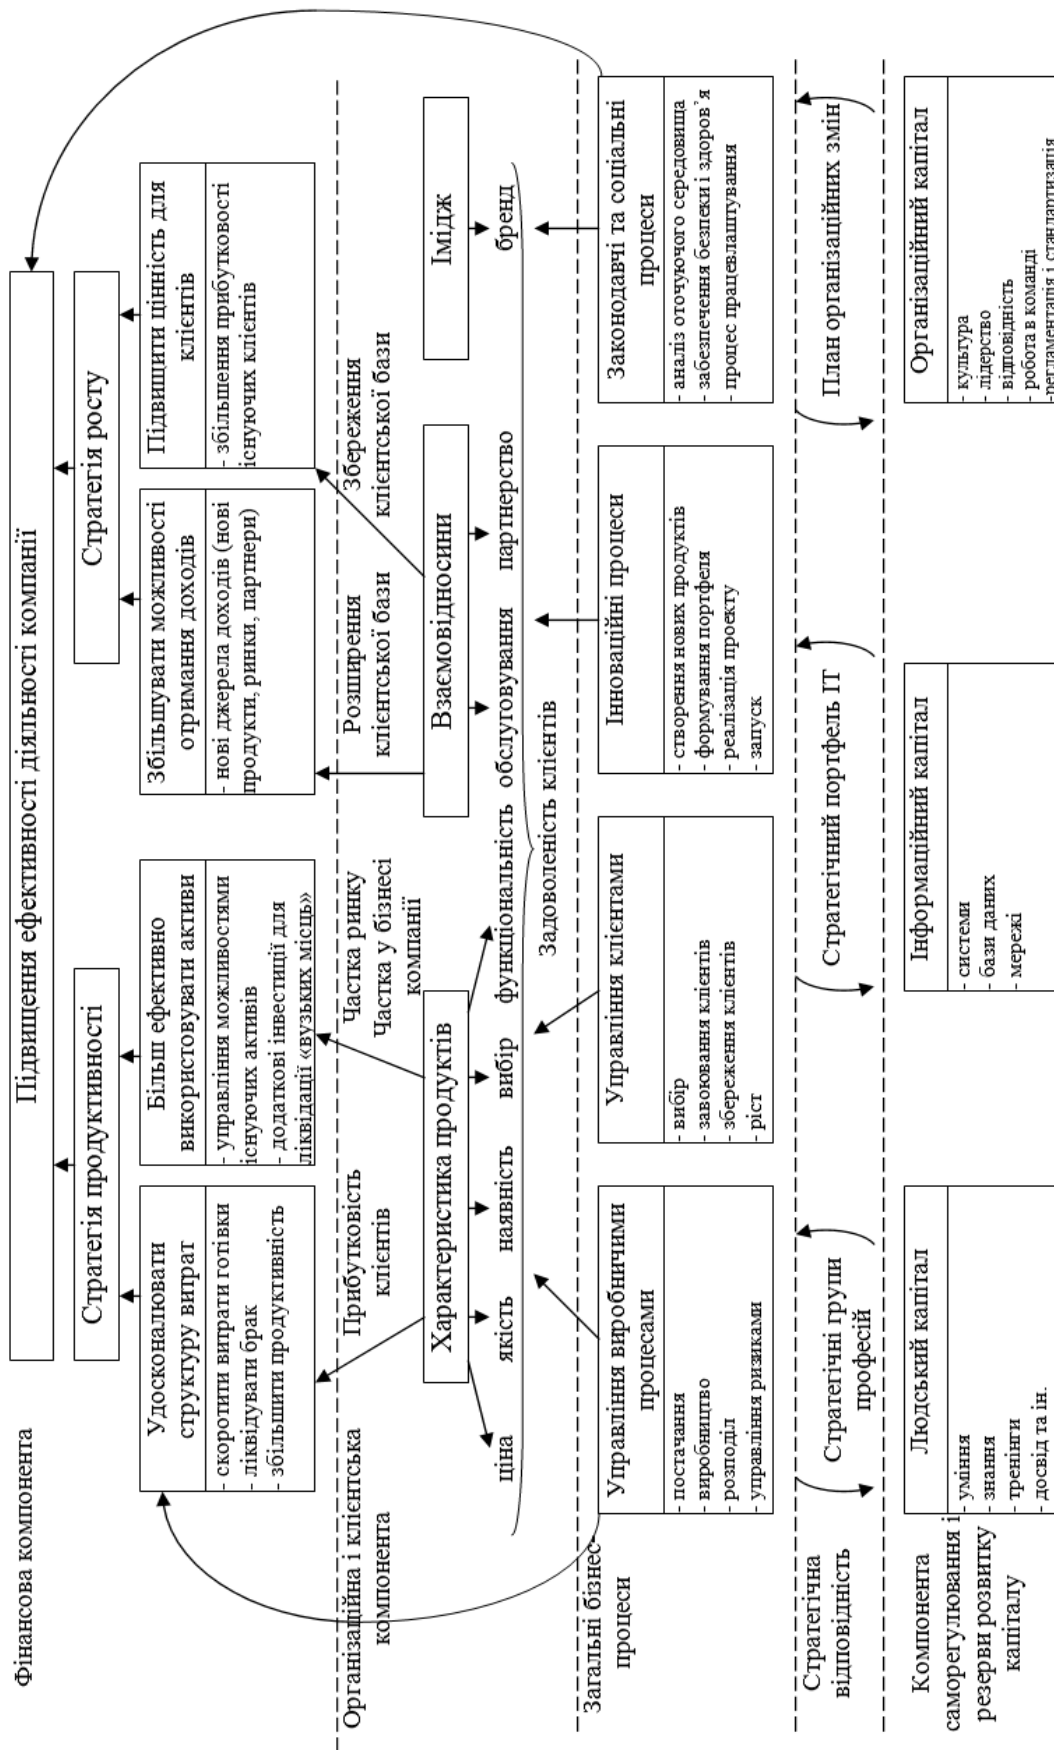 Фінансова компонента
Підвищення ефективності діяльності компанії
Стратегія продуктивності
Стратегія росту
Удосконалювати
структуру витрат
- скоротити витрати готівки
- ліквідувати брак
- збільшити продуктивність
Більш ефективно
використовувати активи
- управління можливостями
існуючих активів
- додаткові інвестиції для
ліквідації «вузьких місць»
Збільшувати можливості
отримання доходів
- нові джерела доходів (нові
продукти, ринки, партнери)
Підвищити цінність для
клієнтів
- збільшення прибутковості
існуючих клієнтів
Організаційна і клієнтська
компонента
Прибутковість
клієнтів
Частка ринку
Частка у бізнесі
компанії
Розширення
клієнтської бази
Збереження
клієнтської бази
Характеристика продуктів
Взаємовідносини
Імідж
ціна
якість
наявність
вибір
функціональність
обслуговування
партнерство
бренд
Задоволеність клієнтів
Загальні бізнес-
процеси
Управління виробничими
процесами
- постачання
- виробництво
- розподіл
- управління ризиками
Управління клієнтами
- вибір
- завоювання клієнтів
- збереження клієнтів
- ріст
Інноваційні процеси
- створення нових продуктів
- формування портфеля
- реалізація проекту
- запуск
Законодавчі та соціальні
процеси
- аналіз оточуючого середовища
- забезпечення безпеки і здоров'я
- процес працевлаштування
Стратегічна
відповідність
Стратегічні групи
професій
Стратегічний портфель ІТ
План організаційних змін
Компонента
саморегулювання і
резерви розвитку
капіталу
Людський капітал
- уміння
- знання
- тренінги
- досвід та ін.
Інформаційний капітал
- системи
- бази даних
- мережі
Організаційний капітал
- культура
- лідерство
- відповідність
- робота в команді
- регламентація і стандартизація